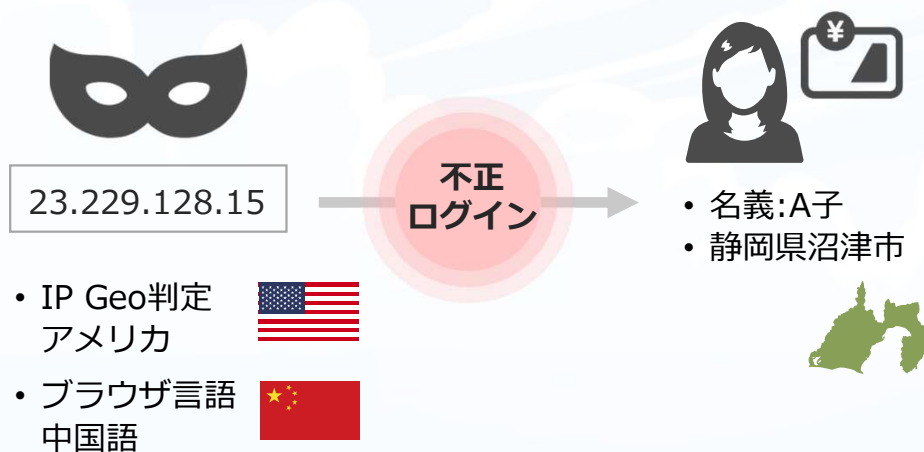 ¥
23.229.128.15
不正
ログイン
• 名義:A子
• 静岡県沼津市
• IP Geo判定
アメリカ
• ブラウザ言語
中国語